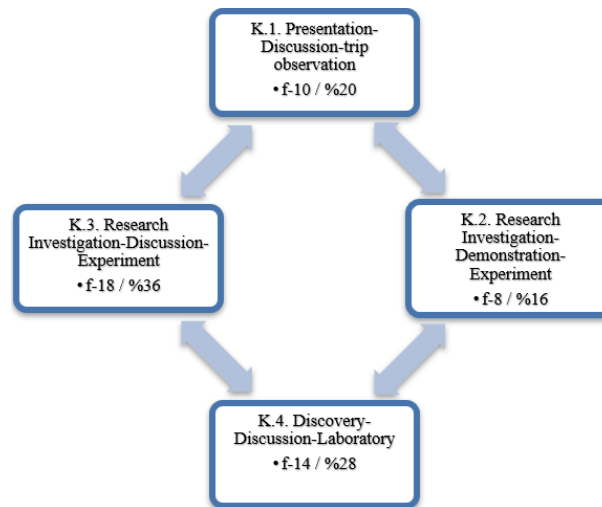 K.1. Presentation-
Discussion-trip
observation
• f-10 / %20
K.3. Research
Investigation-Discussion-
Experiment
• f-18 / %36
K.2. Research
Investigation-
Demonstration-
Experiment
• f-8 / %16
K.4. Discovery-
Discussion-Laboratory
• f-14 / %28